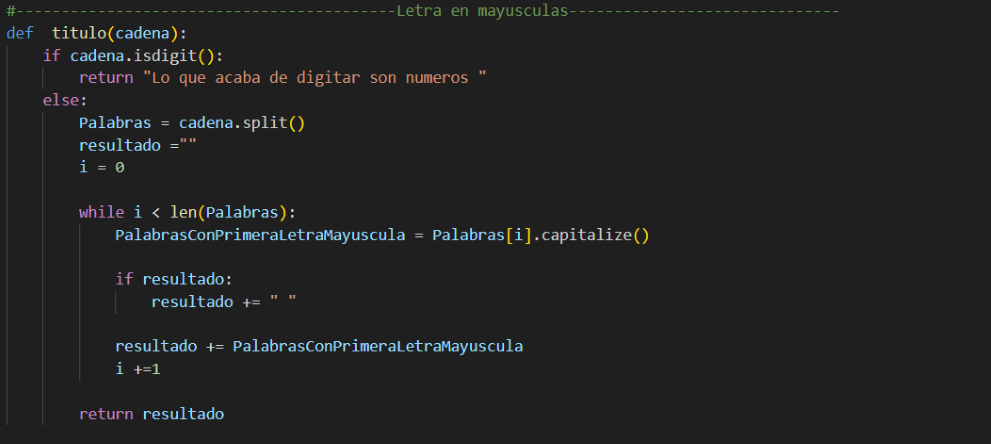 #------------------------------------------Letra en mayusculas------------------------------
def  titulo(cadena):
    if cadena.isdigit():
        return "Lo que acaba de digitar son numeros "
    else:
        Palabras = cadena.split()
        resultado =""
        i = 0
        while i < len(Palabras):
            PalabrasConPrimeraLetraMayuscula = Palabras[i].capitalize()
            if resultado:
                resultado += " "
            resultado += PalabrasConPrimeraLetraMayuscula
            i +=1
        return resultado